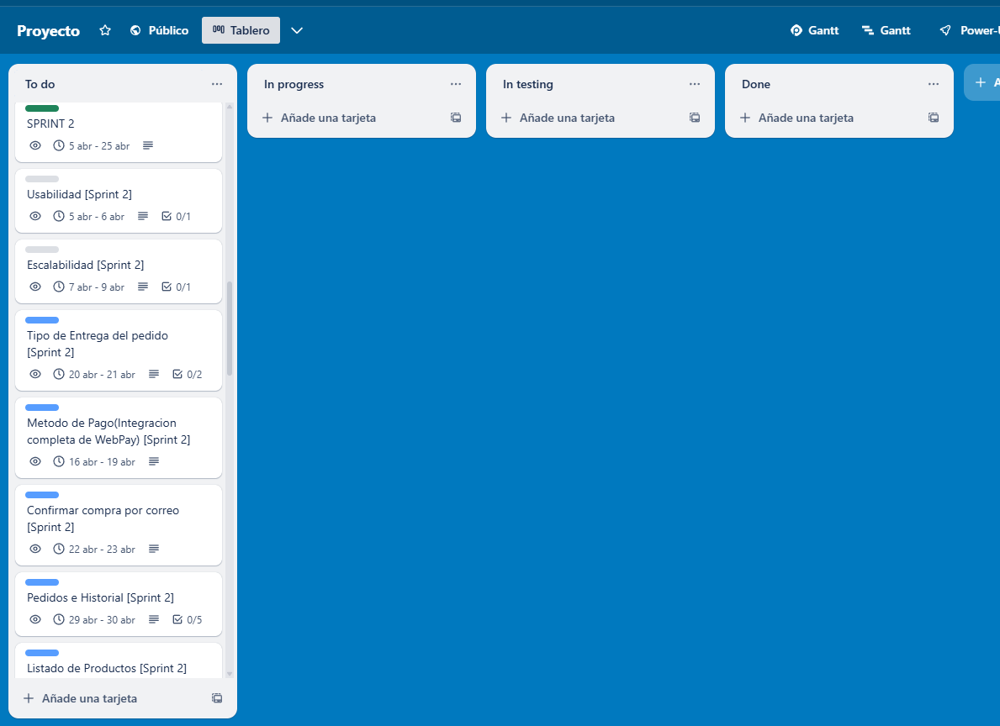 Proyecto
Público
Tablero
Gantt
Gantt
To do
SPRINT 2
5 abr - 25 abr
Usabilidad [Sprint 2]
5 abr - 6 abr
0/1
Escalabilidad [Sprint 2]
7 abr - 9 abr
0/1
Tipo de Entrega del pedido
[Sprint 2]
20 abr - 21 abr
0/2
Metodo de Pago(Integracion
completa de WebPay) [Sprint 2]
16 abr - 19 abr
Confirmar compra por correo
[Sprint 2]
22 abr - 23 abr
Pedidos e Historial [Sprint 2]
29 abr - 30 abr
0/5
Listado de Productos [Sprint 2]
Añade una tarjeta
In progress
Añade una tarjeta
In testing
Añade una tarjeta
Done
Añade una tarjeta